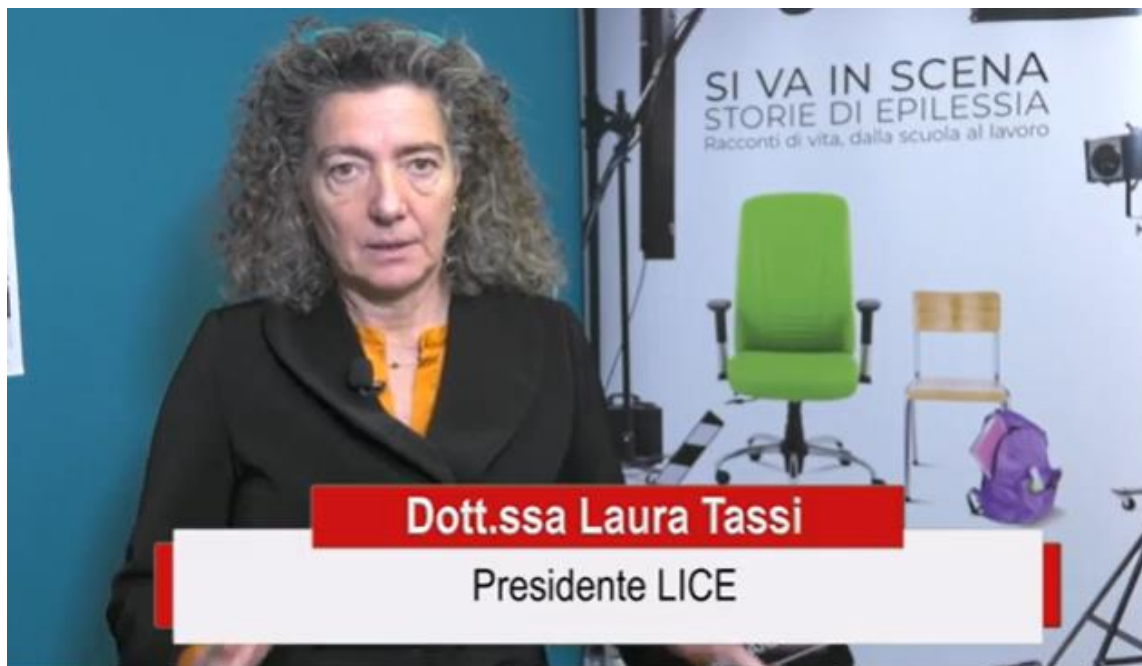 SI VA IN SCENA
STORIE DI EPILESSIA
Racconti di vita, dalla scuola al lavoro
Dott.ssa Laura Tassi
Presidente LICE